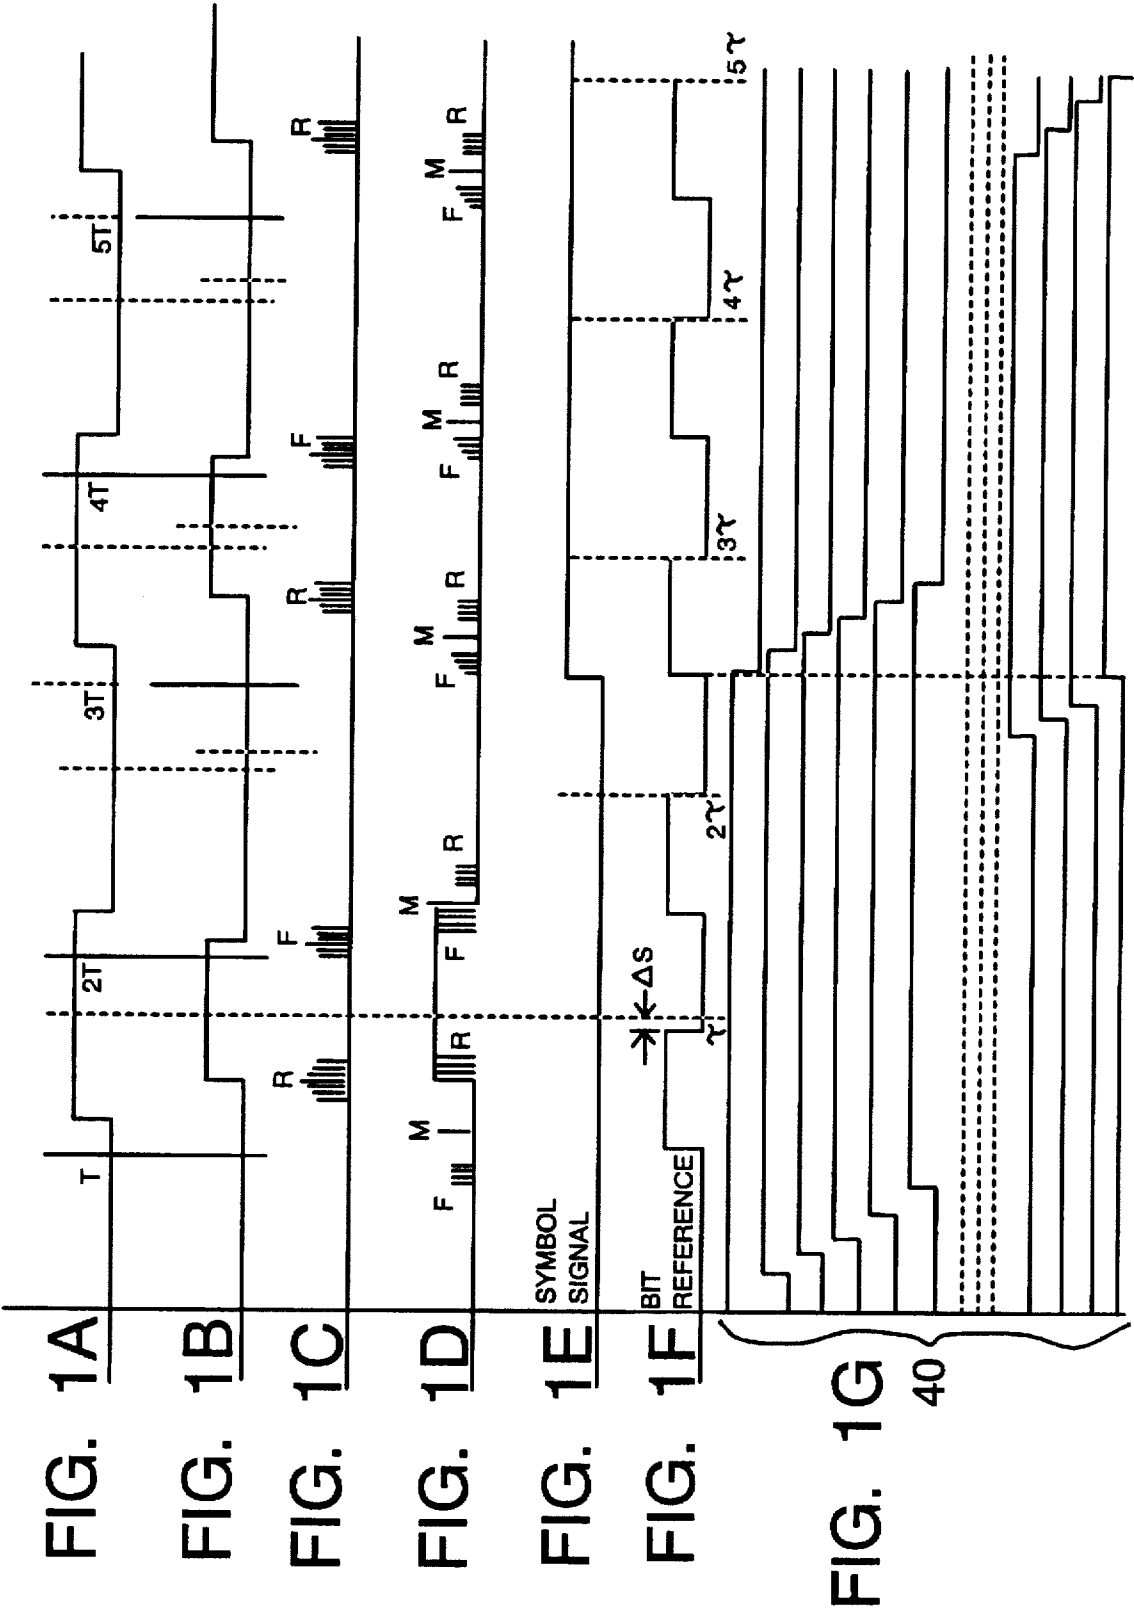 FIG. 1A
T
2T
3T
4T
5T
FIG. 1B
FIG. 1C
R
F
R
F
R
FIG. 1D
F
M
R
F
M
R
F
M
R
F
M
R
F
M
R
FIG. 1E
SYMBOL
SIGNAL
FIG. 1F
BIT
REFERENCE
ΔS
τ
2τ
3τ
4τ
5τ
FIG. 1G
40